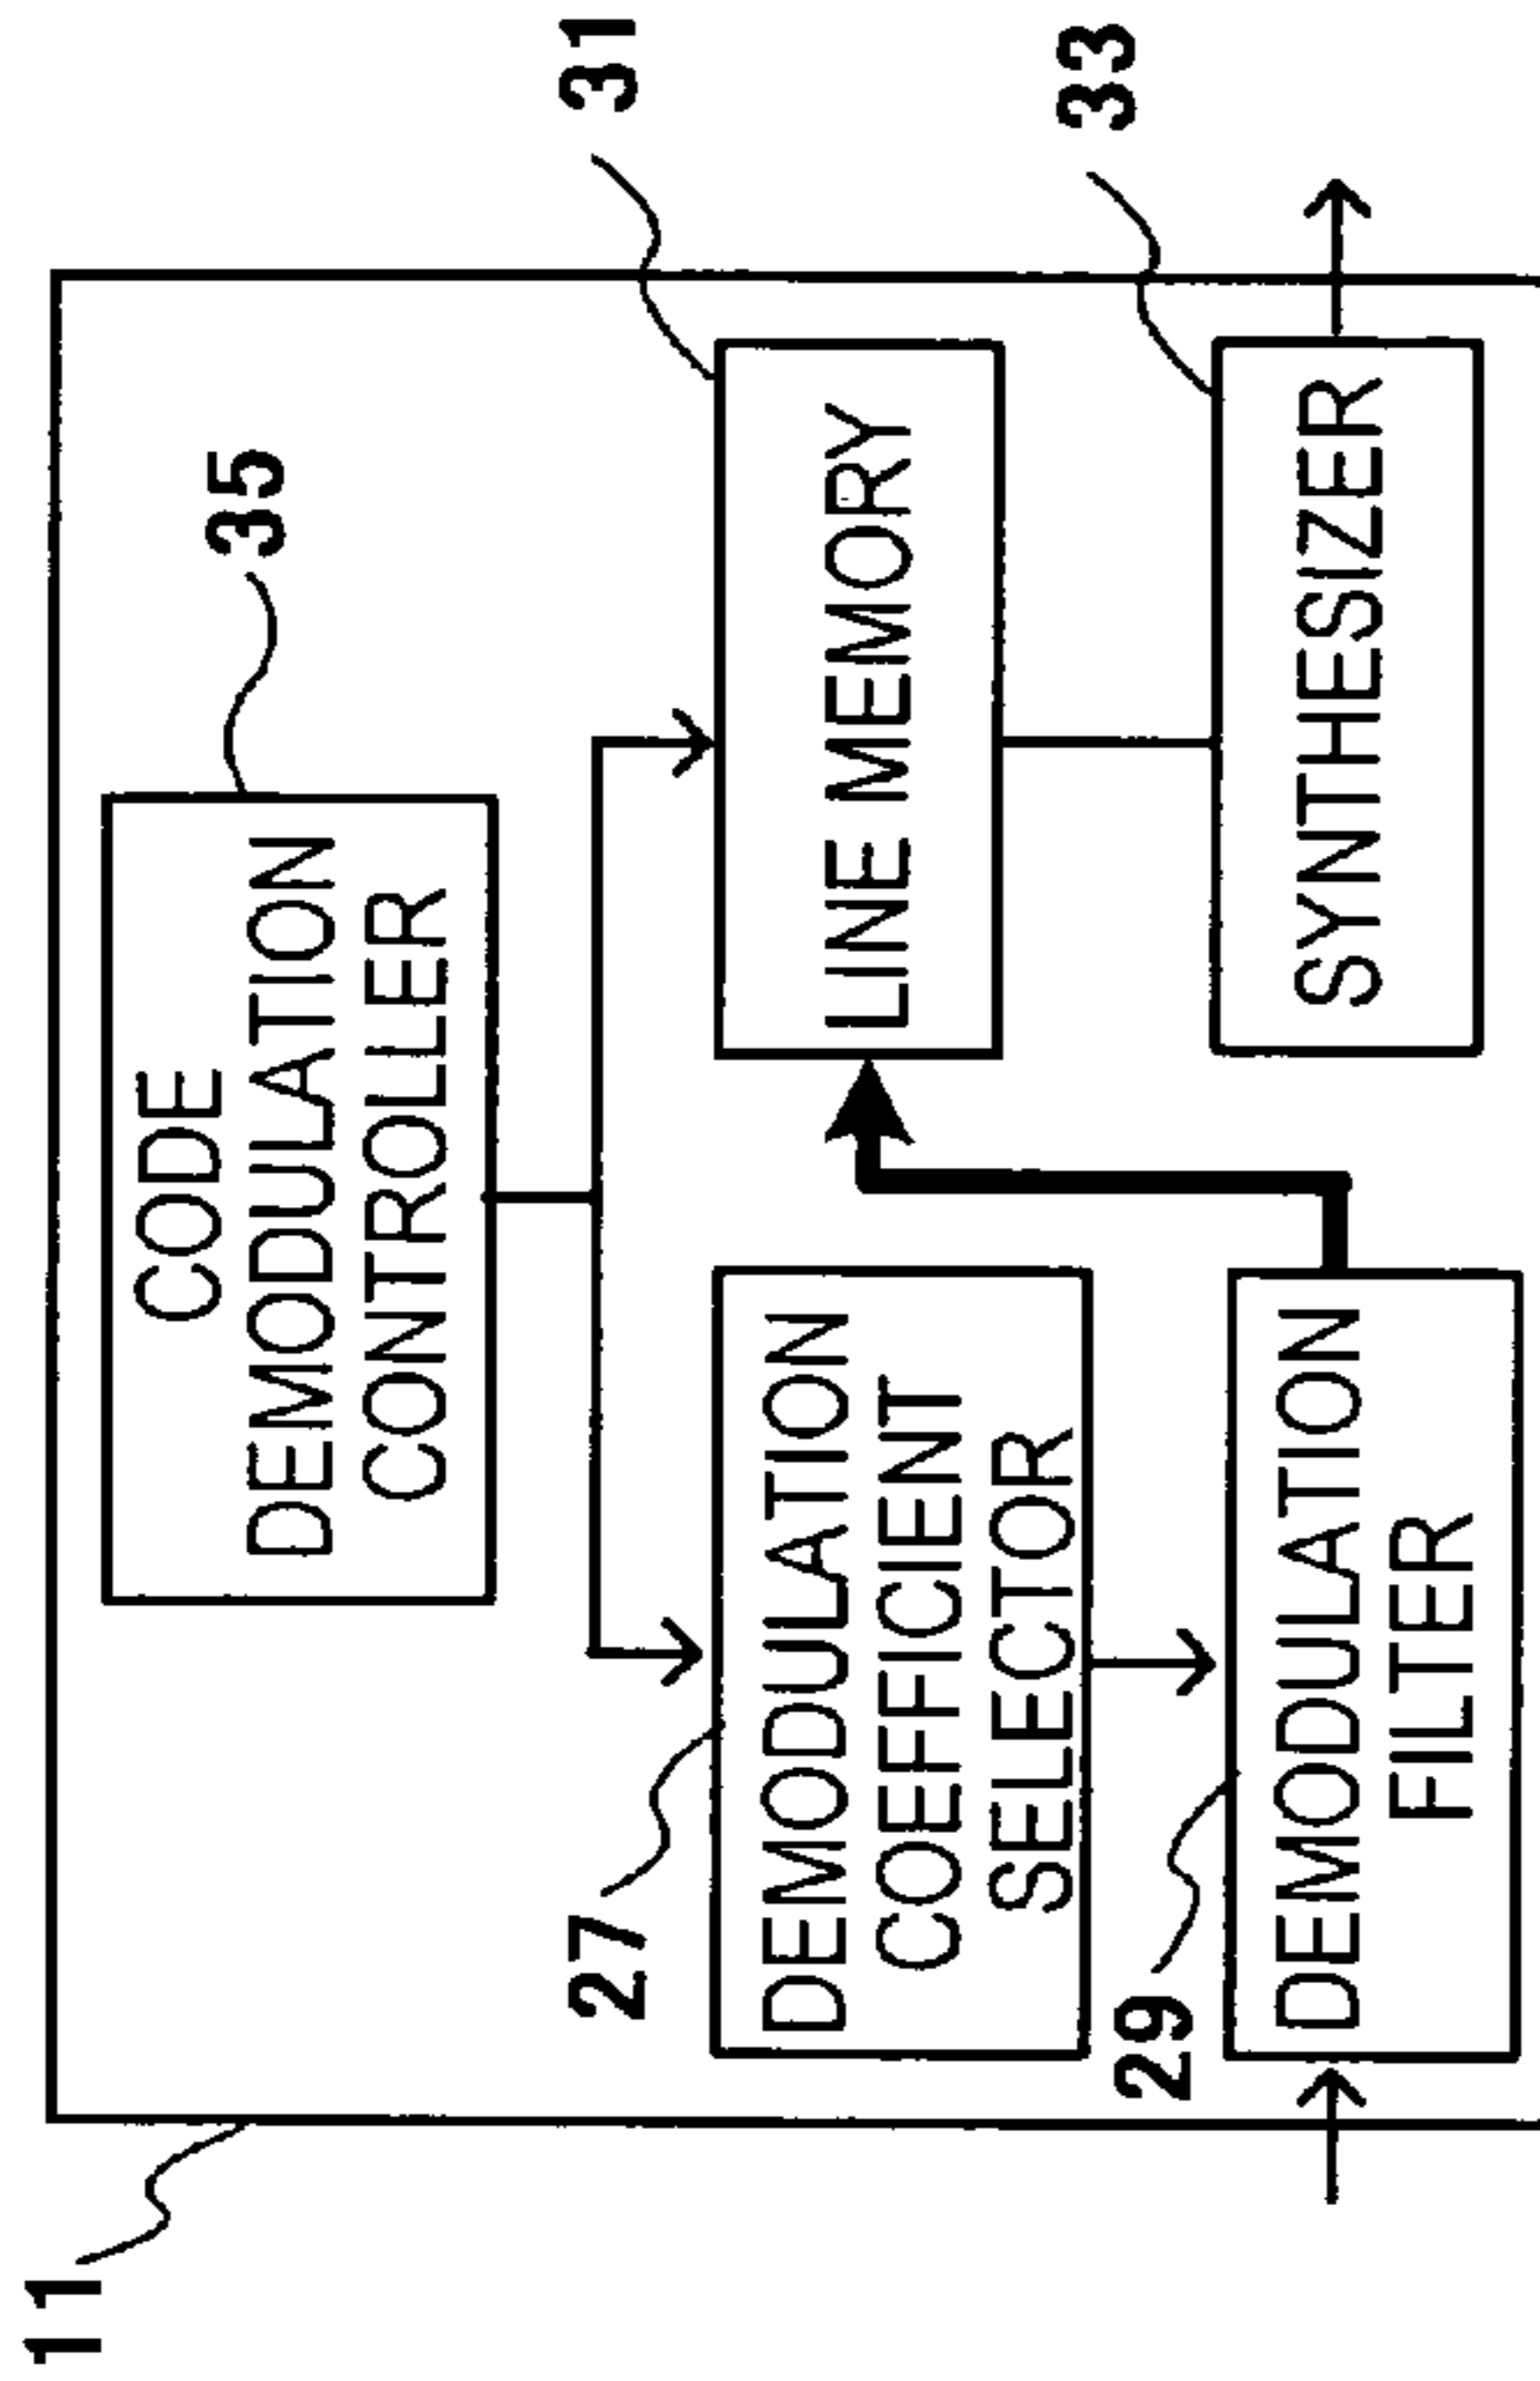 11
35
CODE
DEMODULATION
CONTROLLER
27
31
DEMODULATION
COEFFICIENT
SELECTOR
LINE MEMORY
29
33
DEMODULATION
FILTER
SYNTHESIZER